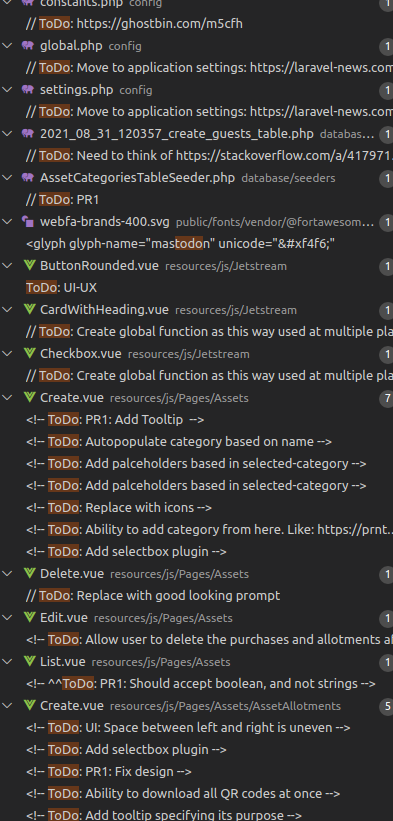 constants.php config 1
// ToDo: https://ghostbin.com/m5cfh
global.php config 1
// ToDo: Move to application settings: https://laravel-news.com
settings.php config 1
// ToDo: Move to application settings: https://laravel-news.com
2021_08_31_120357_create_guests_table.php databas... 1
// ToDo: Need to think of https://stackoverflow.com/a/417971.
AssetCategoriesTableSeeder.php database/seeders 1
// ToDo: PR1
webfa-brands-400.svg public/fonts/vendor/@fortawesom... 1
<glyph glyph-name="mastodon" unicode="&#xf4f6;"
ButtonRounded.vue resources/js/Jetstream 1
ToDo: UI-UX
CardWithHeading.vue resources/js/Jetstream 1
// ToDo: Create global function as this way used at multiple pla
Checkbox.vue resources/js/Jetstream 1
// ToDo: Create global function as this way used at multiple pla
Create.vue resources/js/Pages/Assets 7
<!-- ToDo: PR1: Add Tooltip -->
<!-- ToDo: Autopopulate category based on name -->
<!-- ToDo: Add palceholders based in selected-category -->
<!-- ToDo: Add palceholders based in selected-category -->
<!-- ToDo: Replace with icons -->
<!-- ToDo: Ability to add category from here. Like: https://prnt...
<!-- ToDo: Add selectbox plugin -->
Delete.vue resources/js/Pages/Assets 1
// ToDo: Replace with good looking prompt
Edit.vue resources/js/Pages/Assets 1
<!-- ToDo: Allow user to delete the purchases and allotments af
List.vue resources/js/Pages/Assets 1
<!-- ^^ToDo: PR1: Should accept boolean, and not strings -->
Create.vue resources/js/Pages/Assets/AssetAllotments 5
<!-- ToDo: UI: Space between left and right is uneven -->
<!-- ToDo: Add selectbox plugin -->
<!-- ToDo: PR1: Fix design -->
<!-- ToDo: Ability to download all QR codes at once -->
<!-- ToDo: Add tooltip specifying its purpose -->